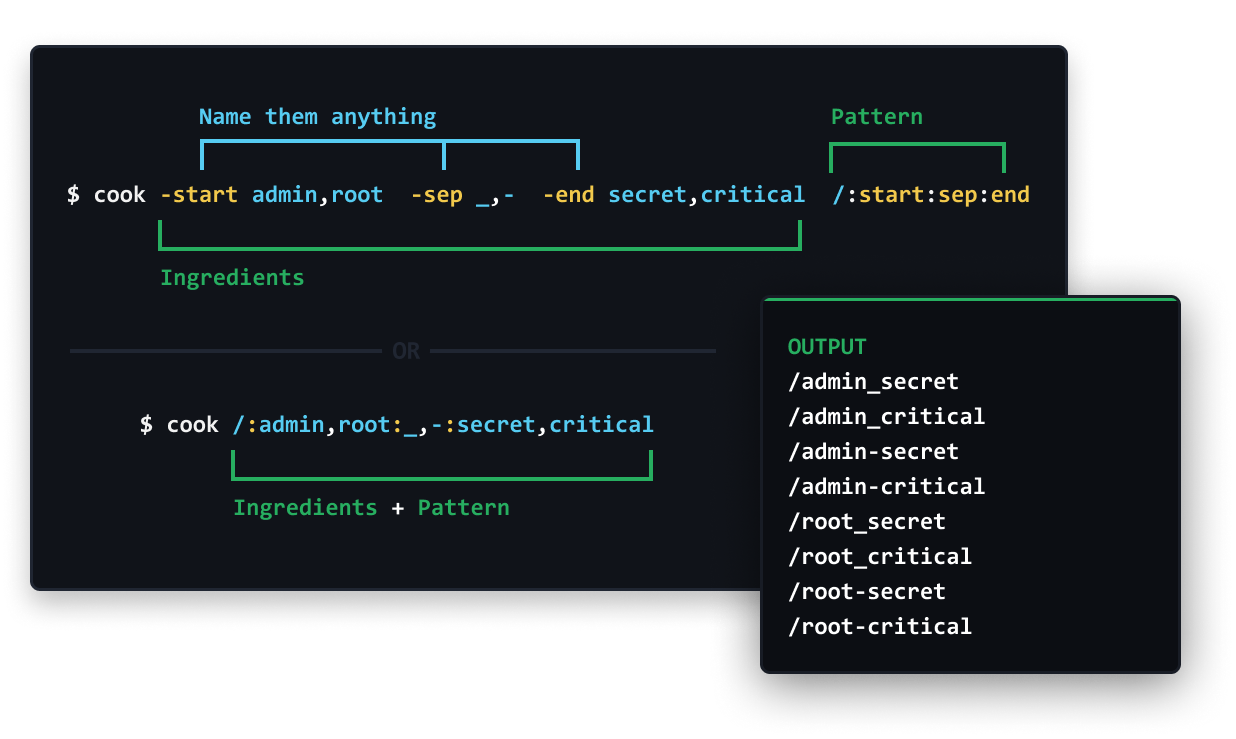 Name them anything Pattern
$ cook -start admin,root -sep _,- -end secret,critical /:start:sep:end
Ingredients
OR
$ cook /:admin,root:_,-:secret,critical
Ingredients + Pattern
OUTPUT
/admin_secret
/admin_critical
/admin-secret
/admin-critical
/root_secret
/root_critical
/root-secret
/root-critical